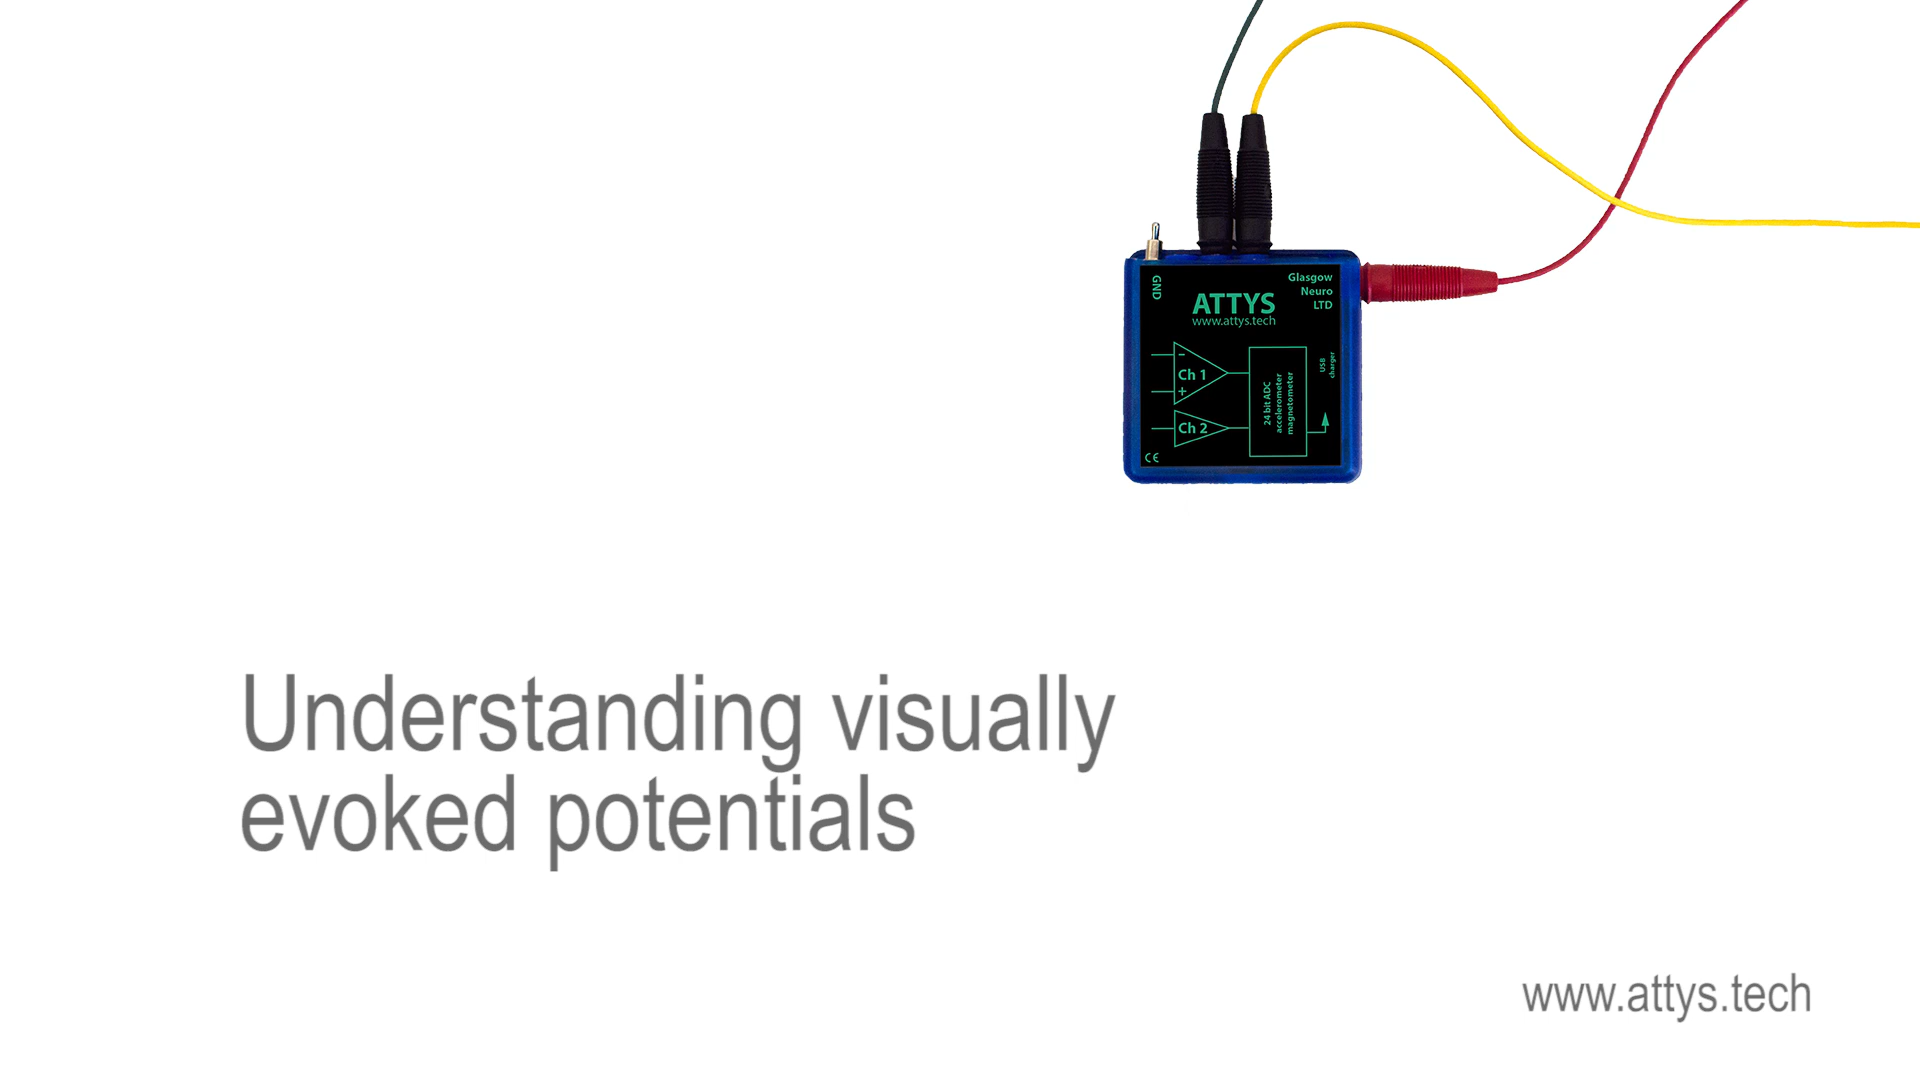 GND
Glasgow
Neuro
LTD
ATTYS
www.attys.tech
-
Ch 1
+
Ch 2
24 bit ADC
accelerometer
magnetometer
USB
charger
CE
Understanding visually
evoked potentials
www.attys.tech